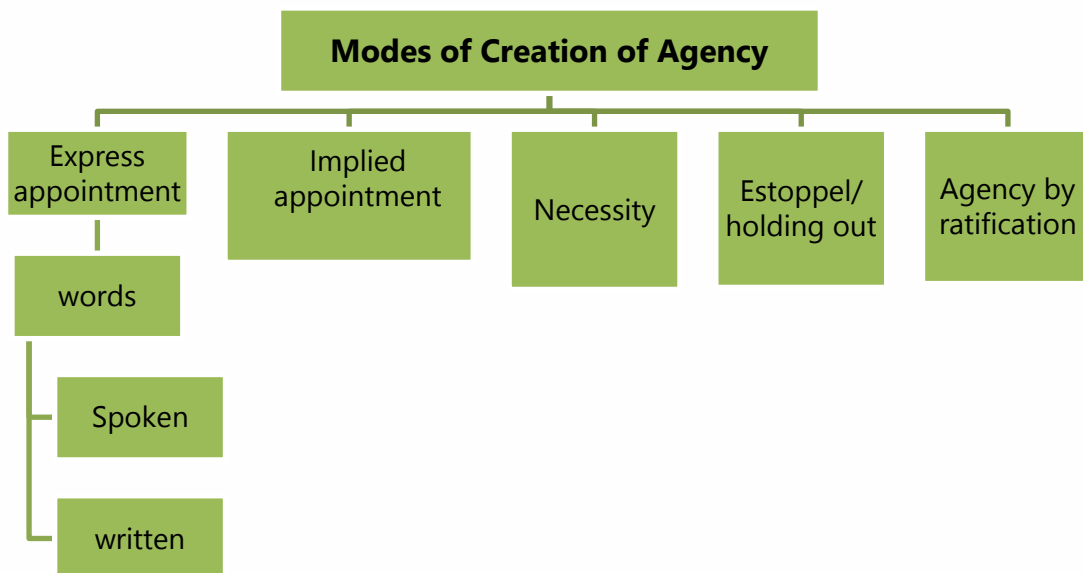 Modes of Creation of Agency
Express
appointment
Implied
appointment
Necessity
Estoppel/
holding out
Agency by
ratification
words
Spoken
written